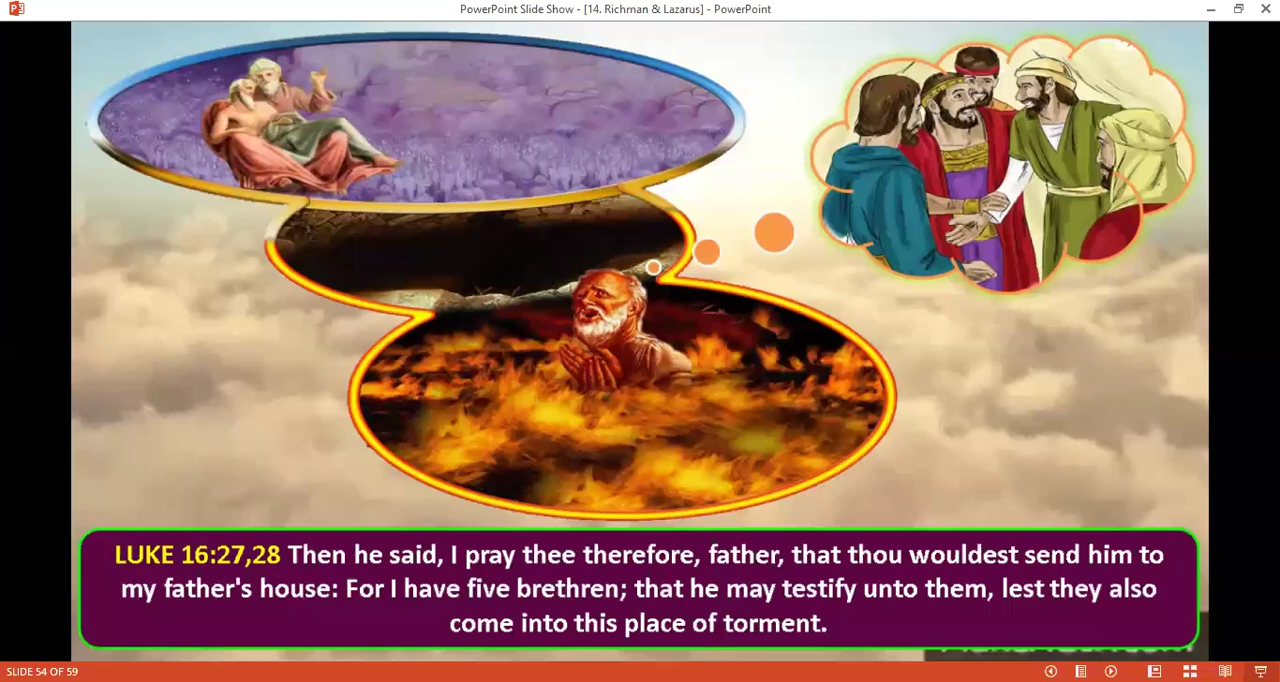 PowerPoint Slide Show - [14. Richman & Lazarus] - PowerPoint
LUKE 16:27,28 Then he said, I pray thee therefore, father, that thou wouldest send him to
my father's house: For I have five brethren; that he may testify unto them, lest they also
come into this place of torment.
SLIDE 54 OF 59